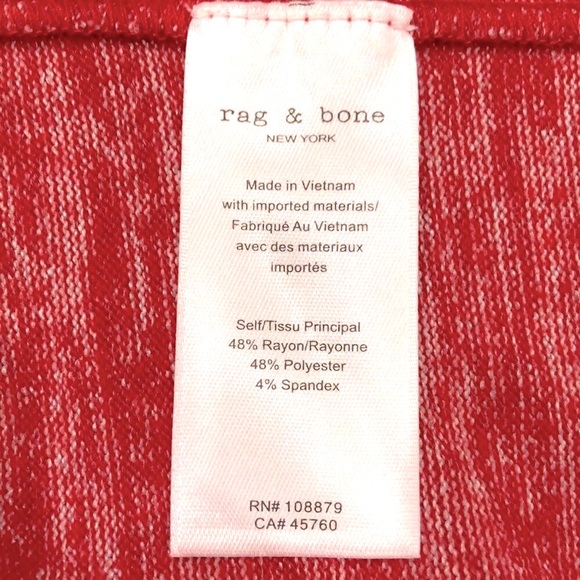 rag & bone
NEW YORK
Made in Vietnam
with imported materials/
Fabriqué Au Vietnam
avec des materiaux
importés
Self/Tissu Principal
48% Rayon/Rayonne
48% Polyester
4% Spandex
RN# 108879
CA# 45760